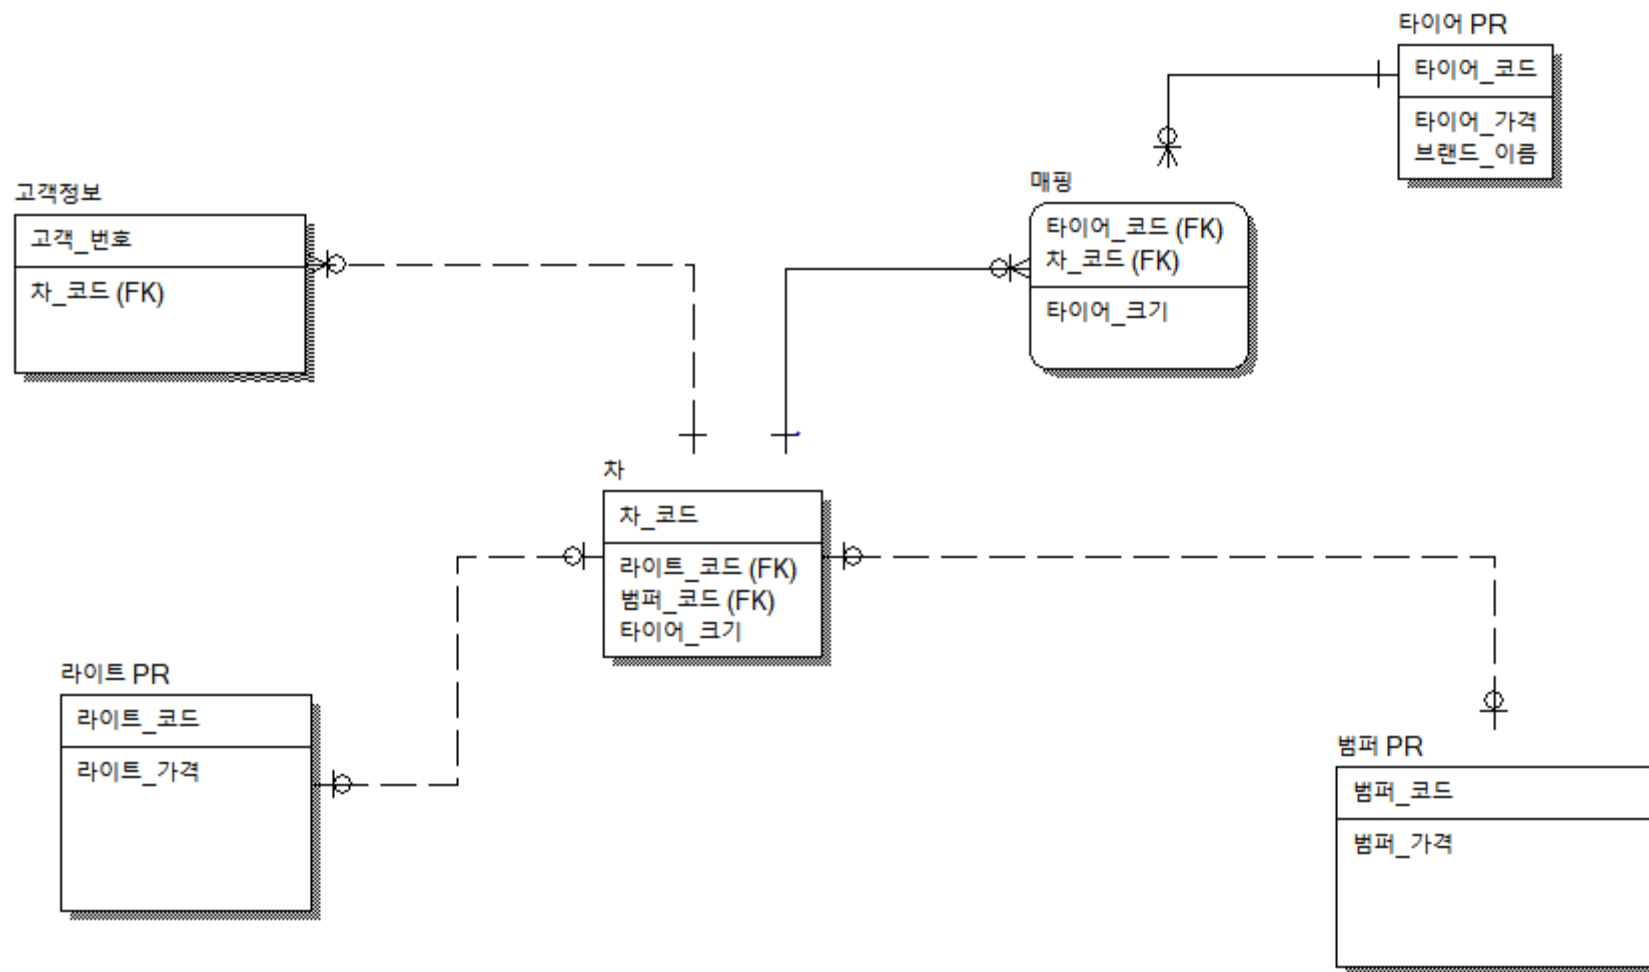 타이어 PR
타이어_코드
타이어_가격
브랜드_이름
매핑
타이어_코드 (FK)
차_코드 (FK)
타이어_크기
고객정보
고객_번호
차_코드 (FK)
차
차_코드
라이트_코드 (FK)
범퍼_코드 (FK)
타이어_크기
라이트 PR
라이트_코드
라이트_가격
범퍼 PR
범퍼_코드
범퍼_가격